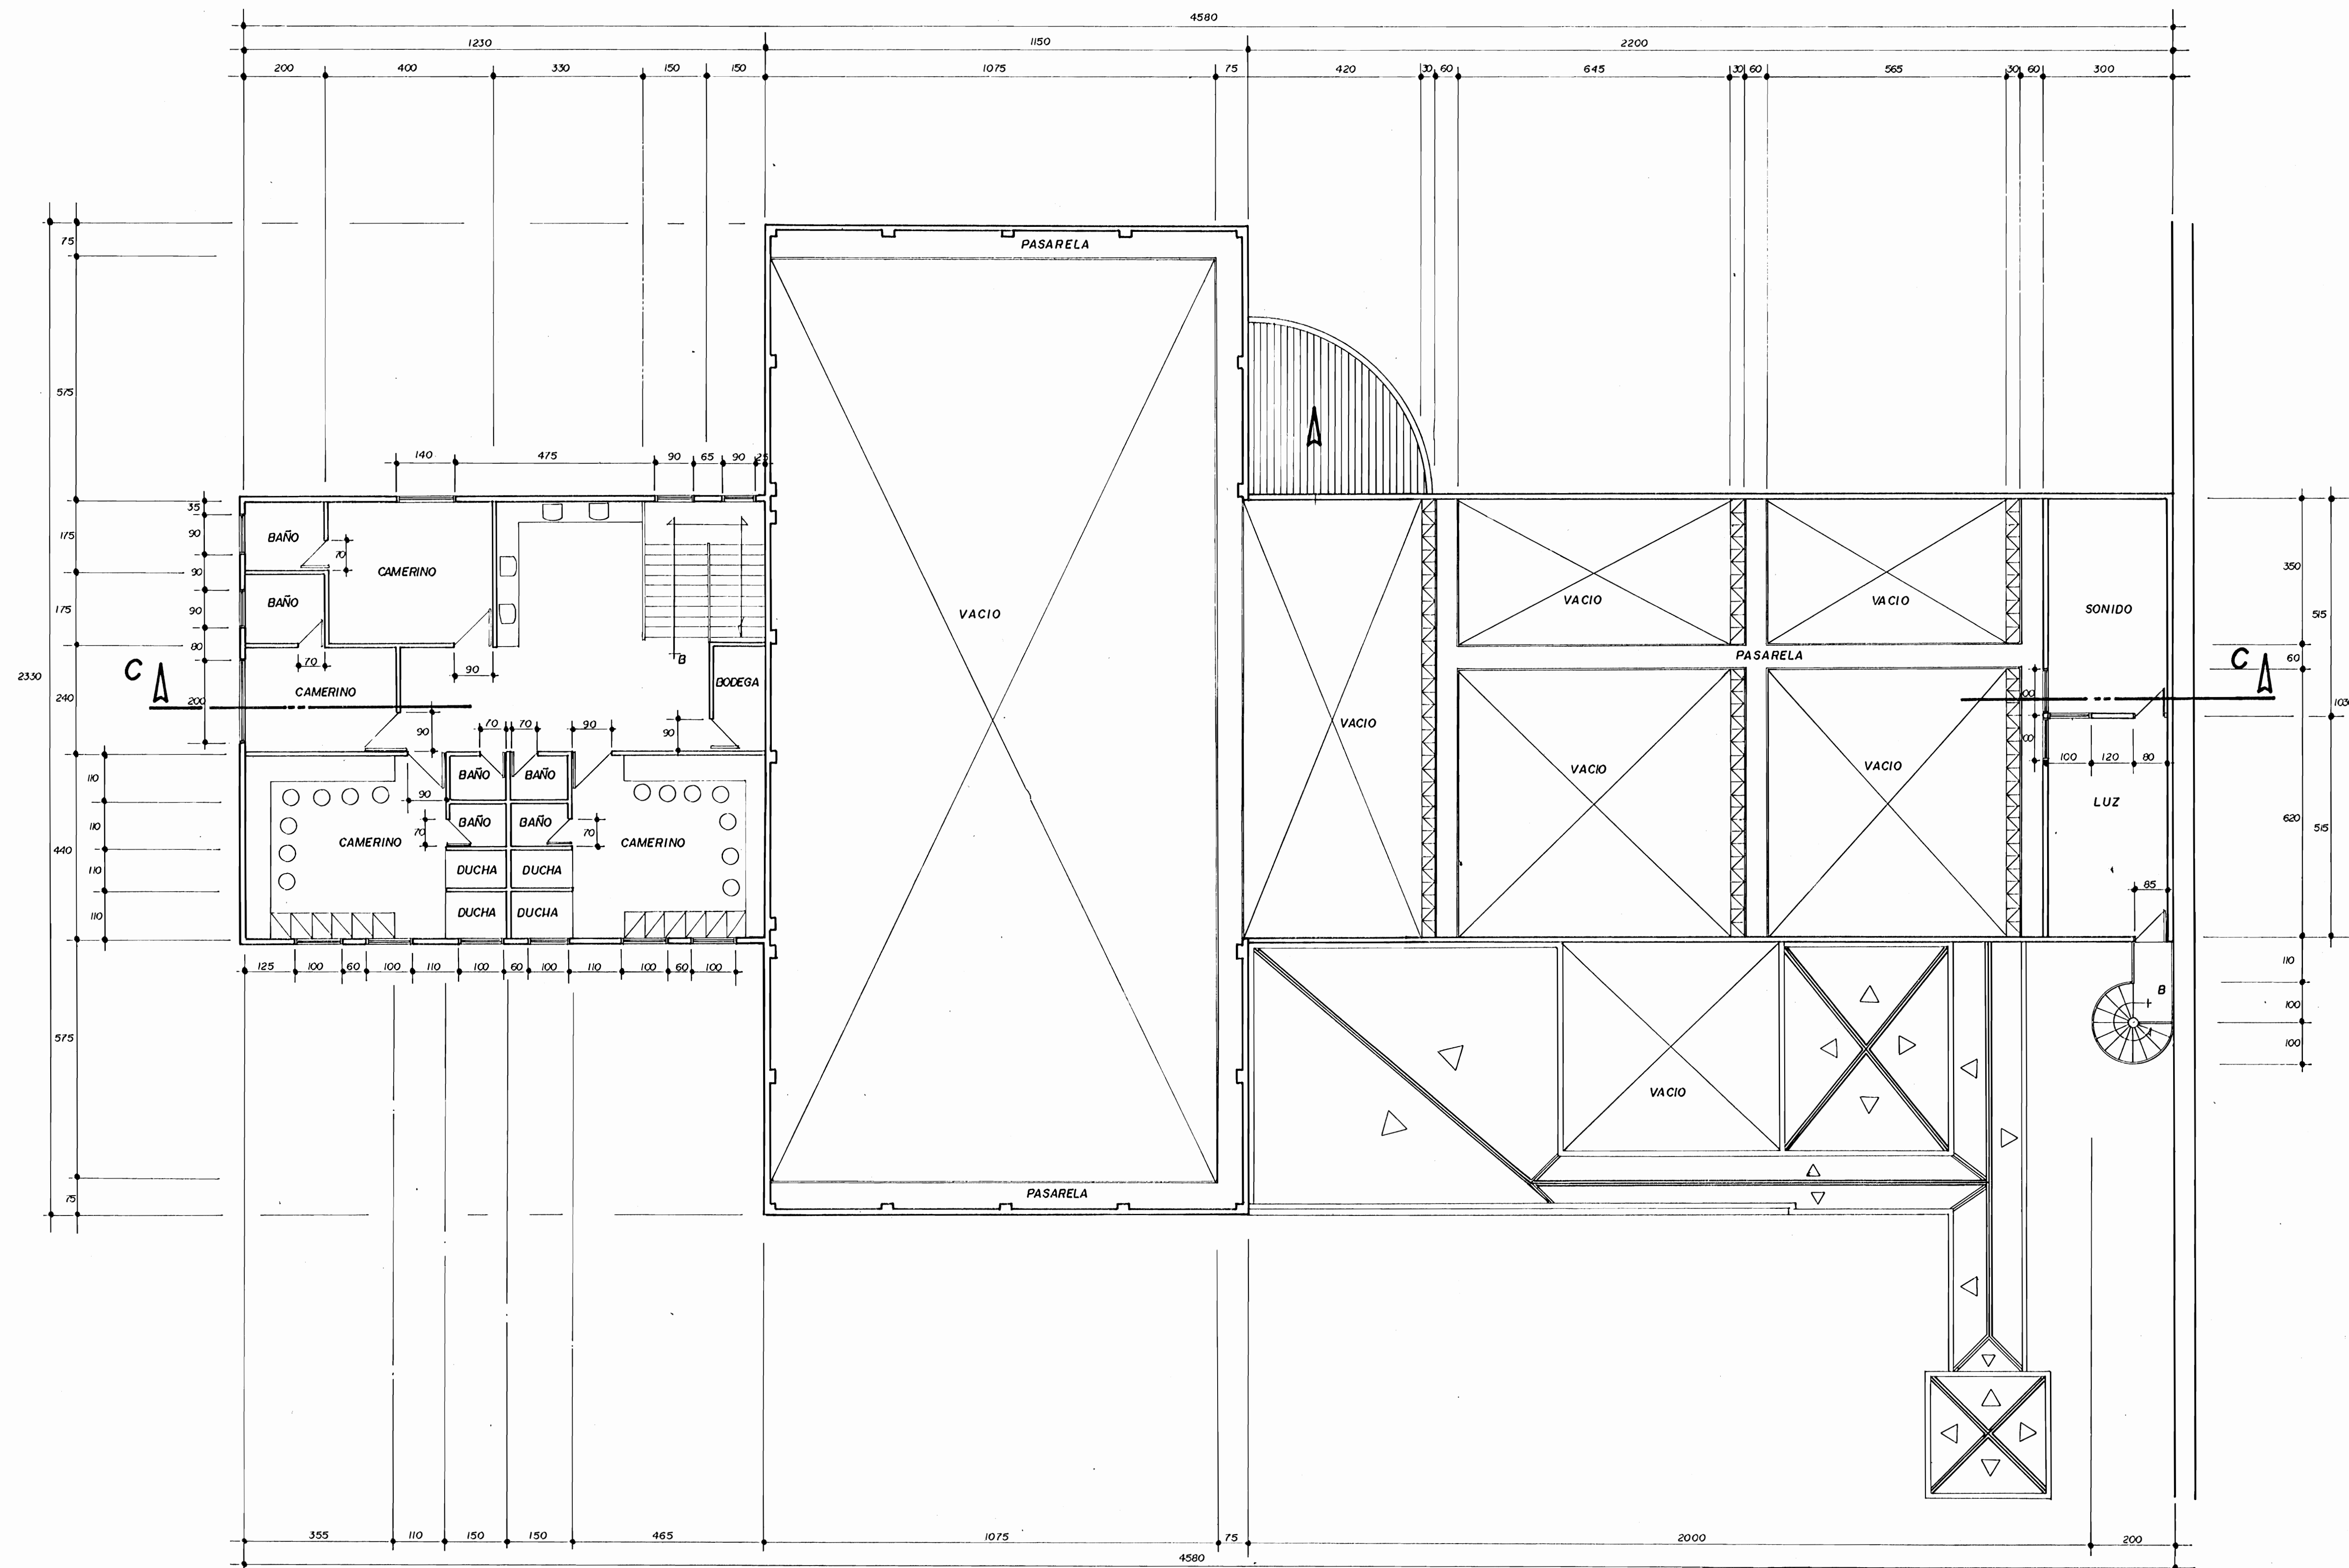 4580
1230 1150 2200
200 400 330 150 150 1075 75 420 30 60 645 30 60 565 30 60 300
75
PASARELA
575
140 475 90 65 90 25
35
175 90 BAÑO 70 CAMERINO 350
90
175 90 BAÑO VACIO VACIO VACIO SONIDO 515
80
2330 C 70 90 B PASARELA 60 C
240 200 CAMERINO BODEGA 103
90 70 70 90 90 VACIO
100 120 80
110 BAÑO BAÑO VACIO VACIO
90 LUZ
110 CAMERINO 70 BAÑO BAÑO 70 CAMERINO 620 515
440
110 DUCHA DUCHA 85
110 DUCHA DUCHA
125 100 60 100 110 100 60 100 110 100 60 100 110
B
100
575 100
VACIO
75 PASARELA
355 110 150 150 465 1075 75 2000 200
4580